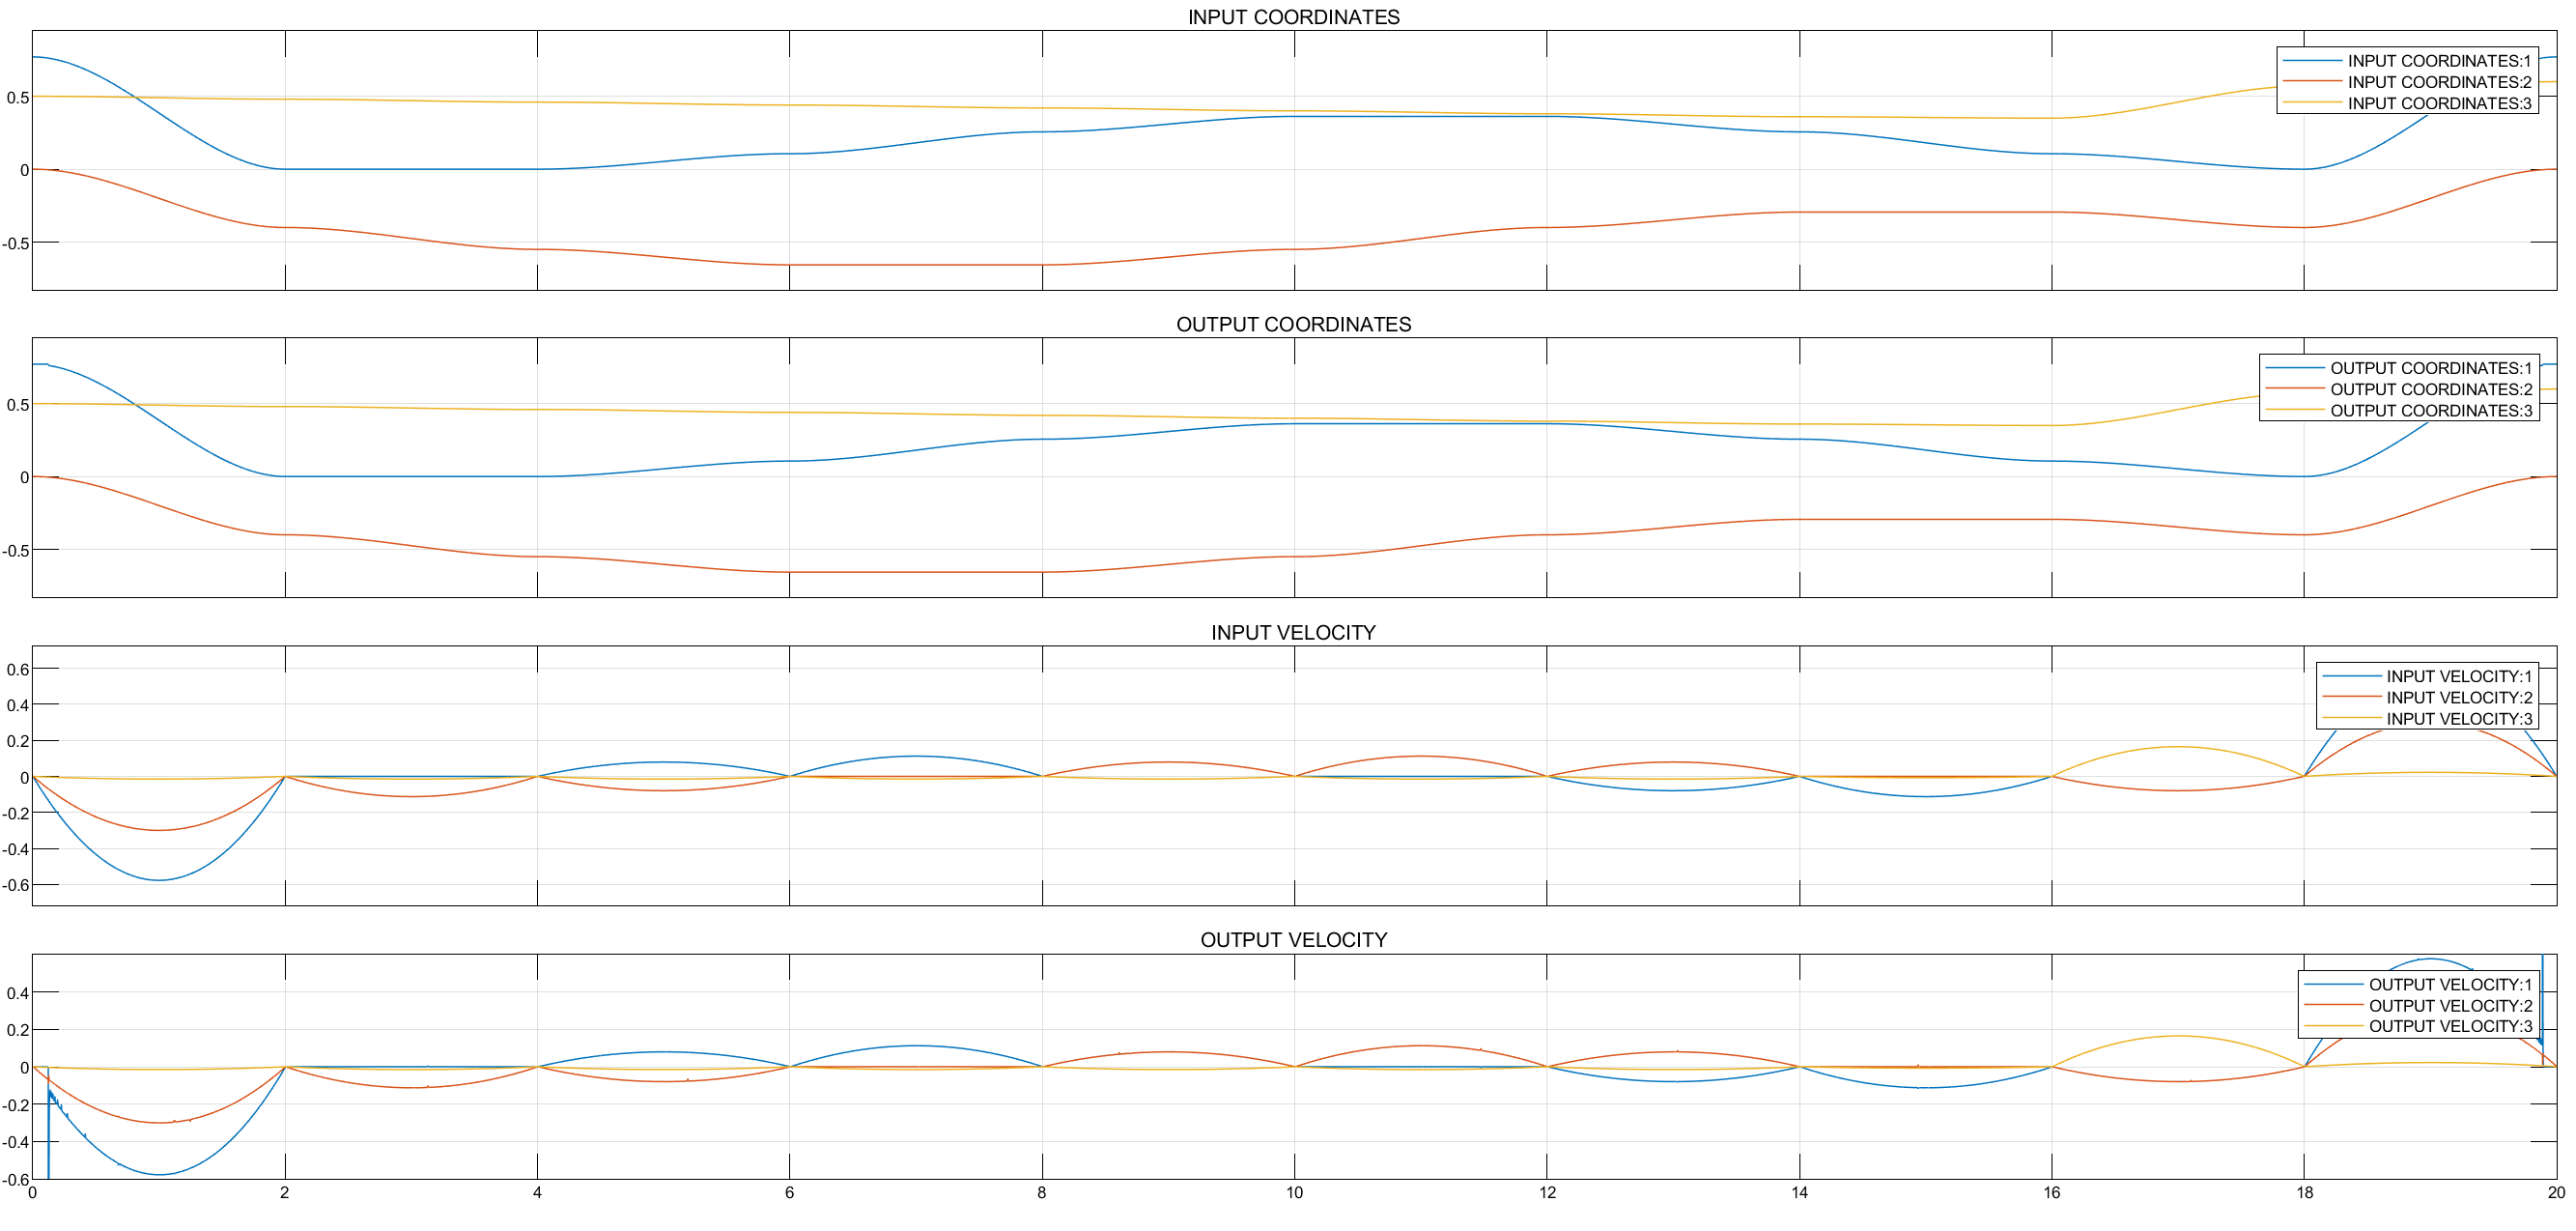 INPUT COORDINATES
0.5
0
-0.5
INPUT COORDINATES:1
INPUT COORDINATES:2
INPUT COORDINATES:3
OUTPUT COORDINATES
0.5
0
-0.5
OUTPUT COORDINATES:1
OUTPUT COORDINATES:2
OUTPUT COORDINATES:3
INPUT VELOCITY
0.6
0.4
0.2
0
-0.2
-0.4
-0.6
INPUT VELOCITY:1
INPUT VELOCITY:2
INPUT VELOCITY:3
OUTPUT VELOCITY
0.4
0.2
0
-0.2
-0.4
-0.6
OUTPUT VELOCITY:1
OUTPUT VELOCITY:2
OUTPUT VELOCITY:3
0 2 4 6 8 10 12 14 16 18 20